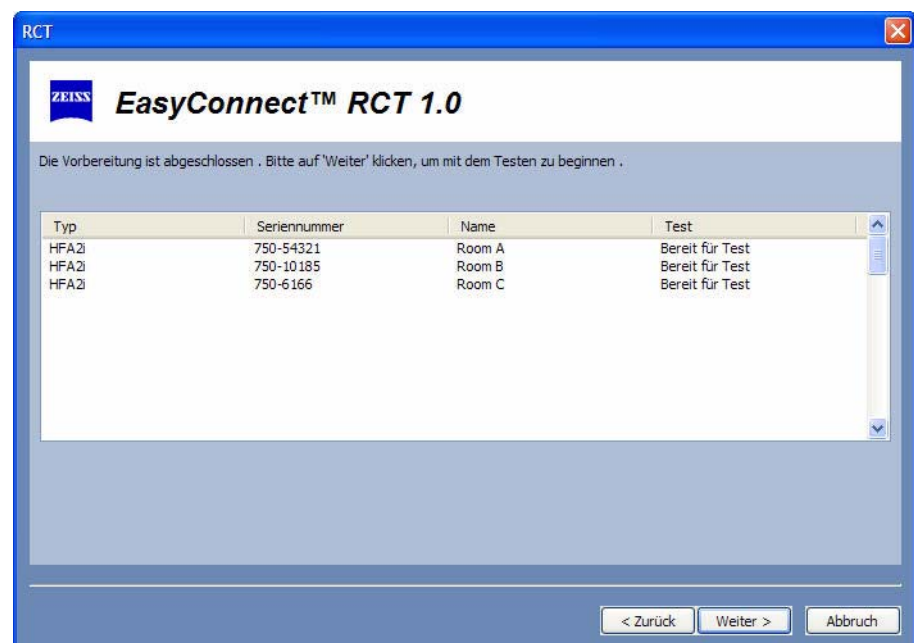 RCT
ZEISS
EasyConnect™ RCT 1.0
Die Vorbereitung ist abgeschlossen . Bitte auf 'Weiter' klicken, um mit dem Testen zu beginnen .
Typ Seriennummer Name Test
HFA2i 750-54321 Room A Bereit für Test
HFA2i 750-10185 Room B Bereit für Test
HFA2i 750-6166 Room C Bereit für Test
< Zurück Weiter > Abbruch